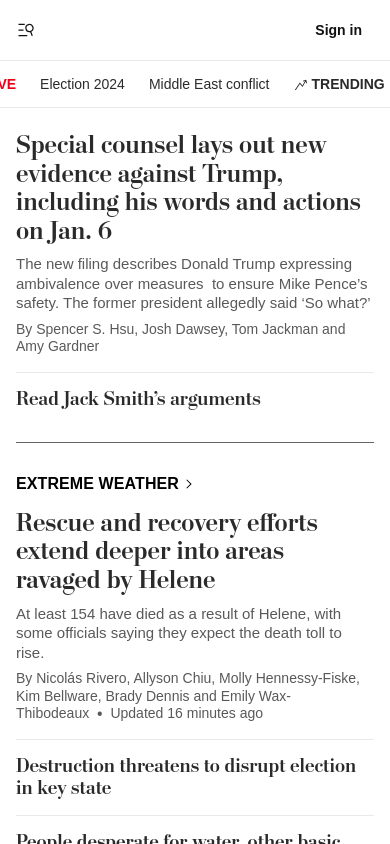 Sign in
VE Election 2024 Middle East conflict TRENDING
Special counsel lays out new
evidence against Trump,
including his words and actions
on Jan. 6
The new filing describes Donald Trump expressing
ambivalence over measures  to ensure Mike Pence’s
safety. The former president allegedly said ‘So what?’
By Spencer S. Hsu, Josh Dawsey, Tom Jackman and
Amy Gardner
Read Jack Smith’s arguments
EXTREME WEATHER
Rescue and recovery efforts
extend deeper into areas
ravaged by Helene
At least 154 have died as a result of Helene, with
some officials saying they expect the death toll to
rise.
By Nicolás Rivero, Allyson Chiu, Molly Hennessy-Fiske,
Kim Bellware, Brady Dennis and Emily Wax-
Thibodeaux • Updated 16 minutes ago
Destruction threatens to disrupt election
in key state
People desperate for water, other basic